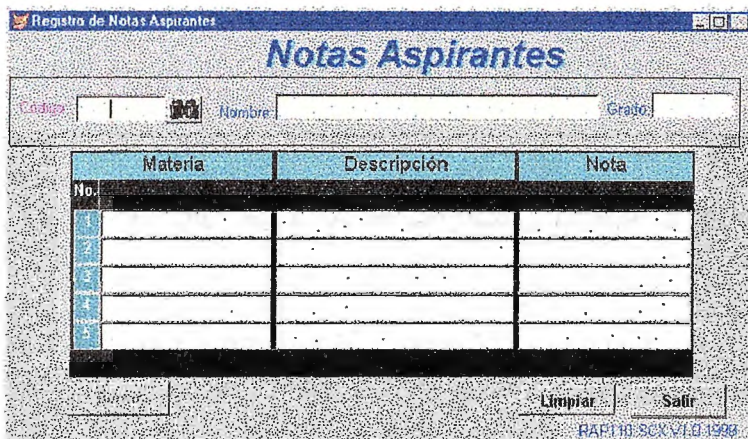 Registro de Notas Aspirantes
Notas Aspirantes
Código Nombre Grado
Materia Descripción Nota
No.
1
2
3
4
5
Limpiar Salir
RAP110.SCX V1.0 1998